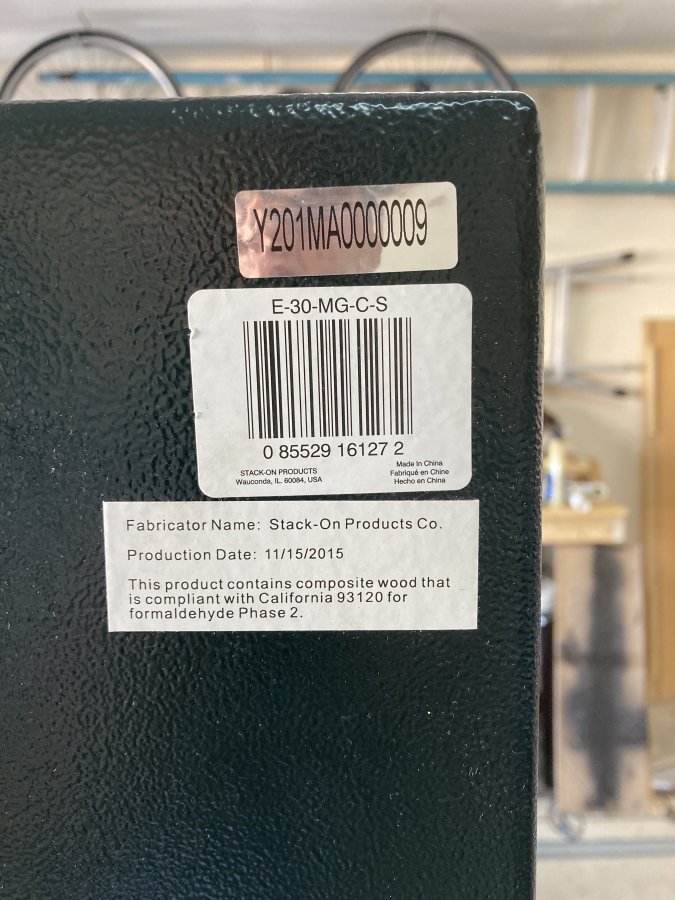 Y201MA0000009
E-30-MG-C-S
0 85529 16127 2
STACK-ON PRODUCTS
Wauconda, IL. 60084, USA
Made In China
Fabriqué en Chine
Hecho en China
Fabricator Name: Stack-On Products Co.
Production Date: 11/15/2015
This product contains composite wood that
is compliant with California 93120 for
formaldehyde Phase 2.